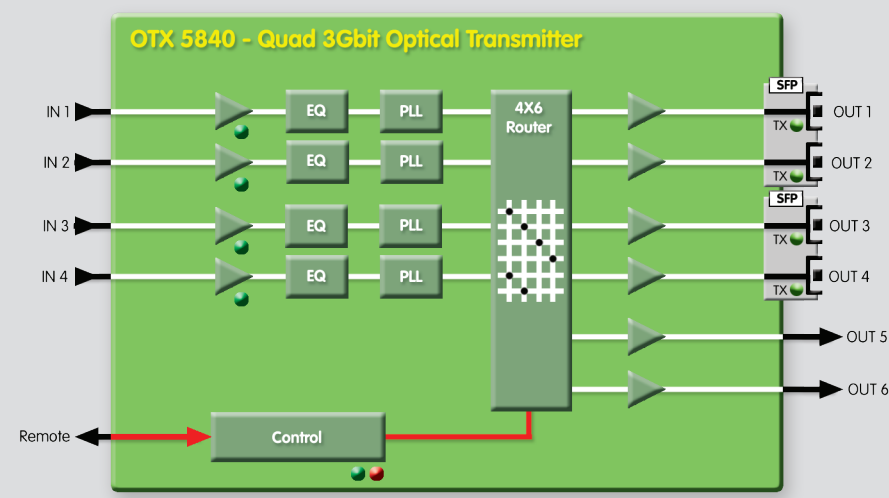 OTX 5840 - Quad 3Gbit Optical Transmitter
IN 1
EQ
PLL
4X6
Router
SFP
TX
OUT 1
IN 2
EQ
PLL
TX
OUT 2
SFP
IN 3
EQ
PLL
TX
OUT 3
IN 4
EQ
PLL
TX
OUT 4
OUT 5
OUT 6
Remote
Control